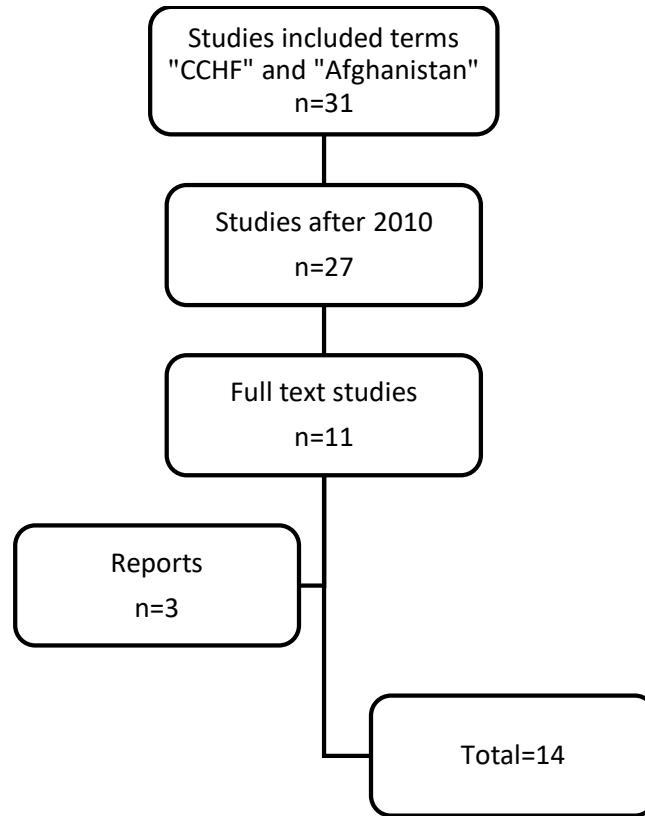 Studies included terms
"CCHF" and "Afghanistan"
n=31
Studies after 2010
n=27
Full text studies
n=11
Reports
n=3
Total=14